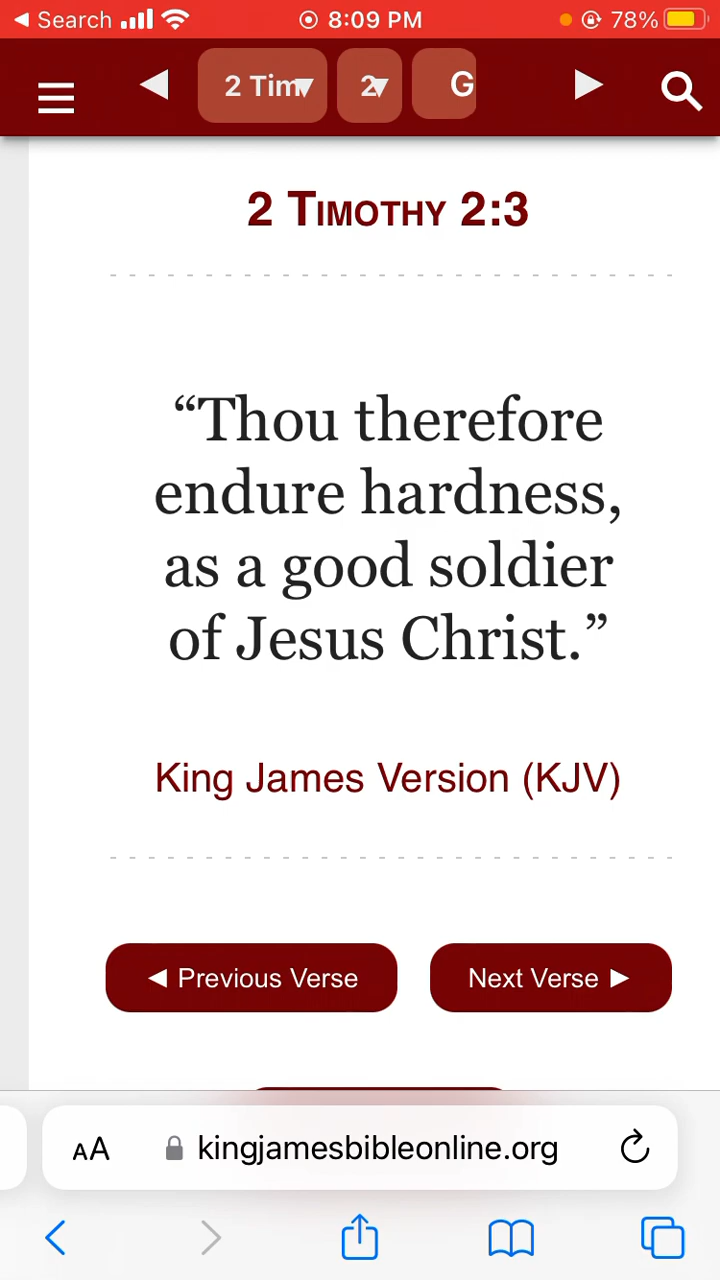 Search 8:09 PM 78%
2 Tim 2 G
2 TIMOTHY 2:3
“Thou therefore
endure hardness,
as a good soldier
of Jesus Christ.”
King James Version (KJV)
Previous Verse Next Verse
AA kingjamesbibleonline.org